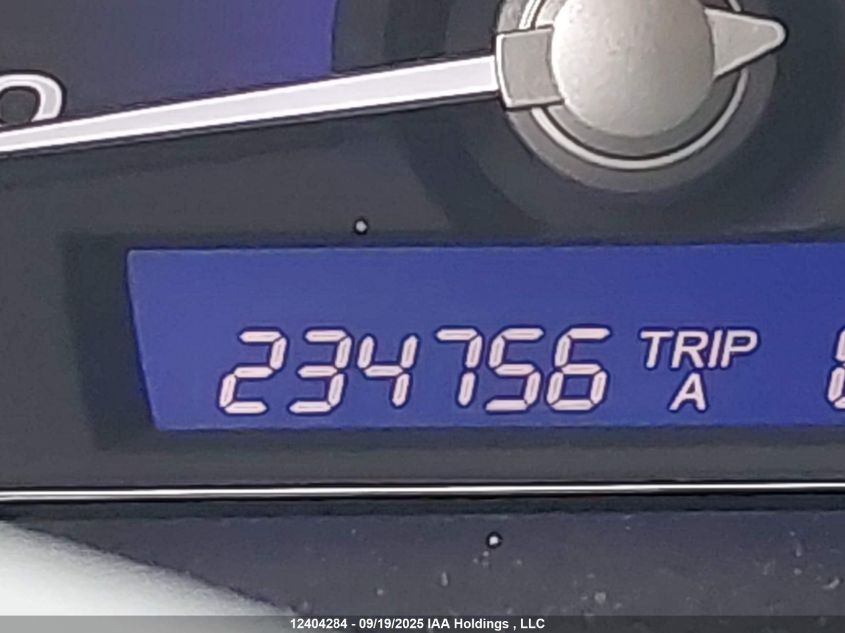 234756 TRIP
A
12404284 - 09/19/2025 IAA Holdings , LLC